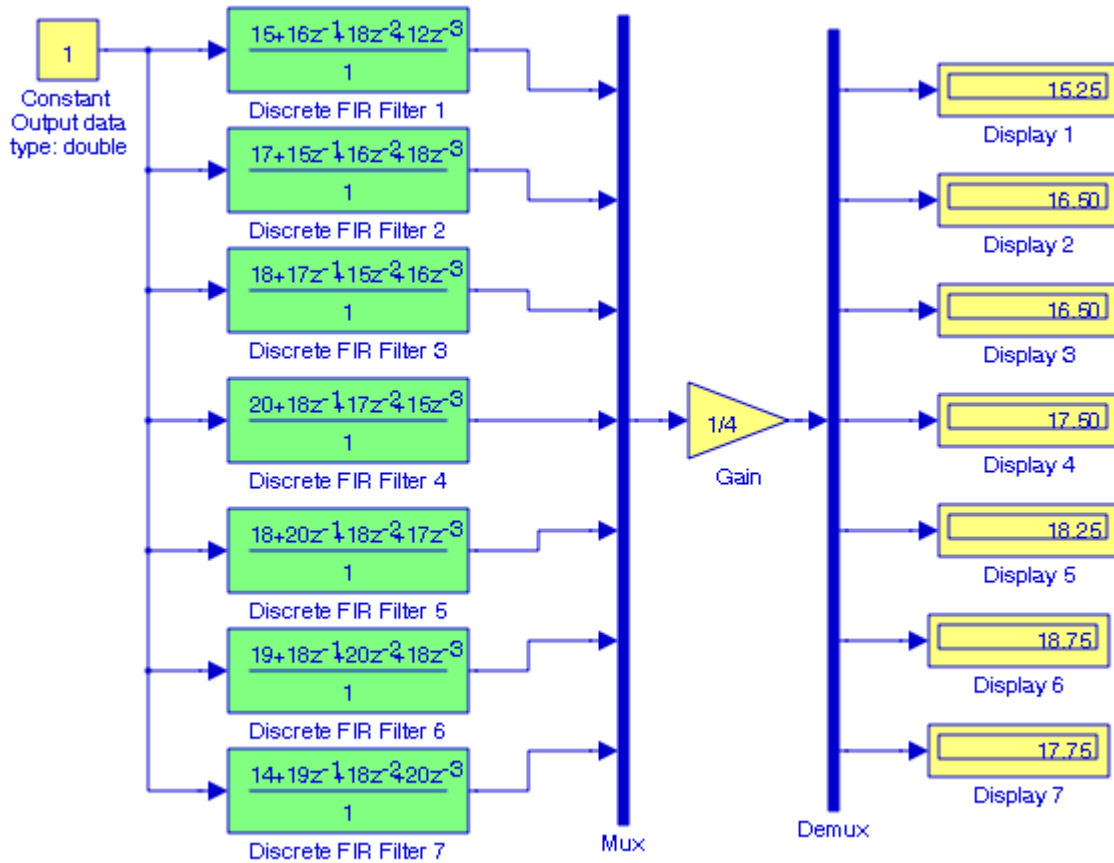 1
Constant
Output data
type: double
15+16z⁻¹+18z⁻²+12z⁻³
1
Discrete FIR Filter 1
17+15z⁻¹+16z⁻²+18z⁻³
1
Discrete FIR Filter 2
18+17z⁻¹+15z⁻²+16z⁻³
1
Discrete FIR Filter 3
20+18z⁻¹+17z⁻²+15z⁻³
1
Discrete FIR Filter 4
18+20z⁻¹+18z⁻²+17z⁻³
1
Discrete FIR Filter 5
19+18z⁻¹+20z⁻²+18z⁻³
1
Discrete FIR Filter 6
14+19z⁻¹+18z⁻²+20z⁻³
1
Discrete FIR Filter 7
Mux
1/4
Gain
Demux
15.25
Display 1
16.50
Display 2
16.50
Display 3
17.50
Display 4
18.25
Display 5
18.75
Display 6
17.75
Display 7